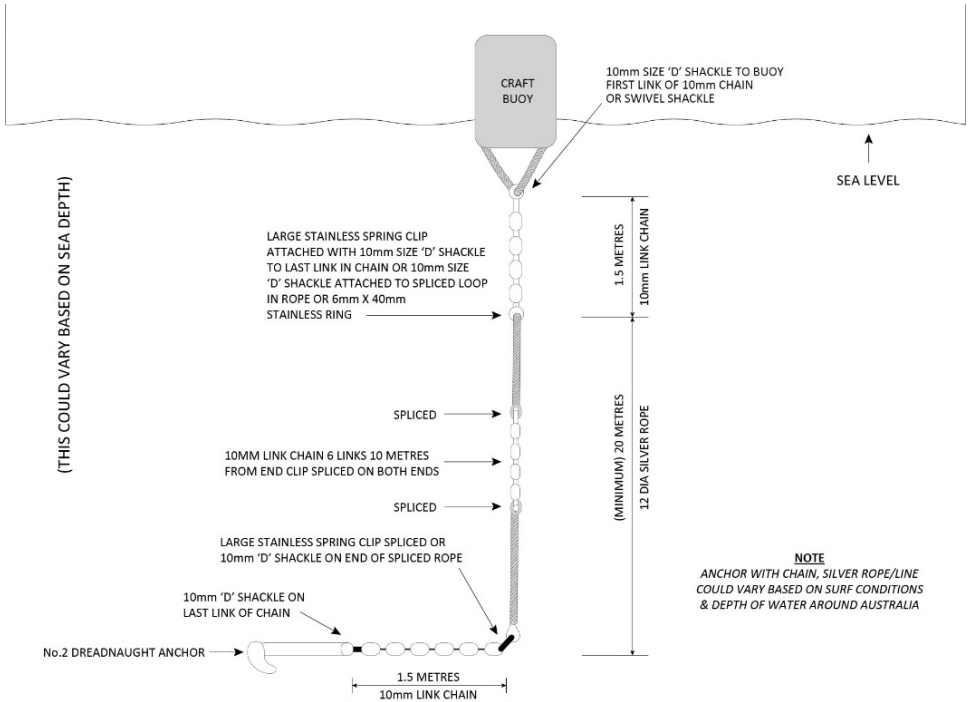 CRAFT
BUOY
10mm SIZE ‘D’ SHACKLE TO BUOY
FIRST LINK OF 10mm CHAIN
OR SWIVEL SHACKLE
SEA LEVEL
(THIS COULD VARY BASED ON SEA DEPTH)
LARGE STAINLESS SPRING CLIP
ATTACHED WITH 10mm SIZE ‘D’ SHACKLE
TO LAST LINK IN CHAIN OR 10mm SIZE
‘D’ SHACKLE ATTACHED TO SPLICED LOOP
IN ROPE OR 6mm X 40mm
STAINLESS RING
1.5 METRES
10mm LINK CHAIN
SPLICED
10MM LINK CHAIN 6 LINKS 10 METRES
FROM END CLIP SPLICED ON BOTH ENDS
SPLICED
(MINIMUM) 20 METRES
12 DIA SILVER ROPE
LARGE STAINLESS SPRING CLIP SPLICED OR
10mm ‘D’ SHACKLE ON END OF SPLICED ROPE
NOTE
ANCHOR WITH CHAIN, SILVER ROPE/LINE
COULD VARY BASED ON SURF CONDITIONS
& DEPTH OF WATER AROUND AUSTRALIA
10mm ‘D’ SHACKLE ON
LAST LINK OF CHAIN
No.2 DREADNAUGHT ANCHOR
1.5 METRES
10mm LINK CHAIN